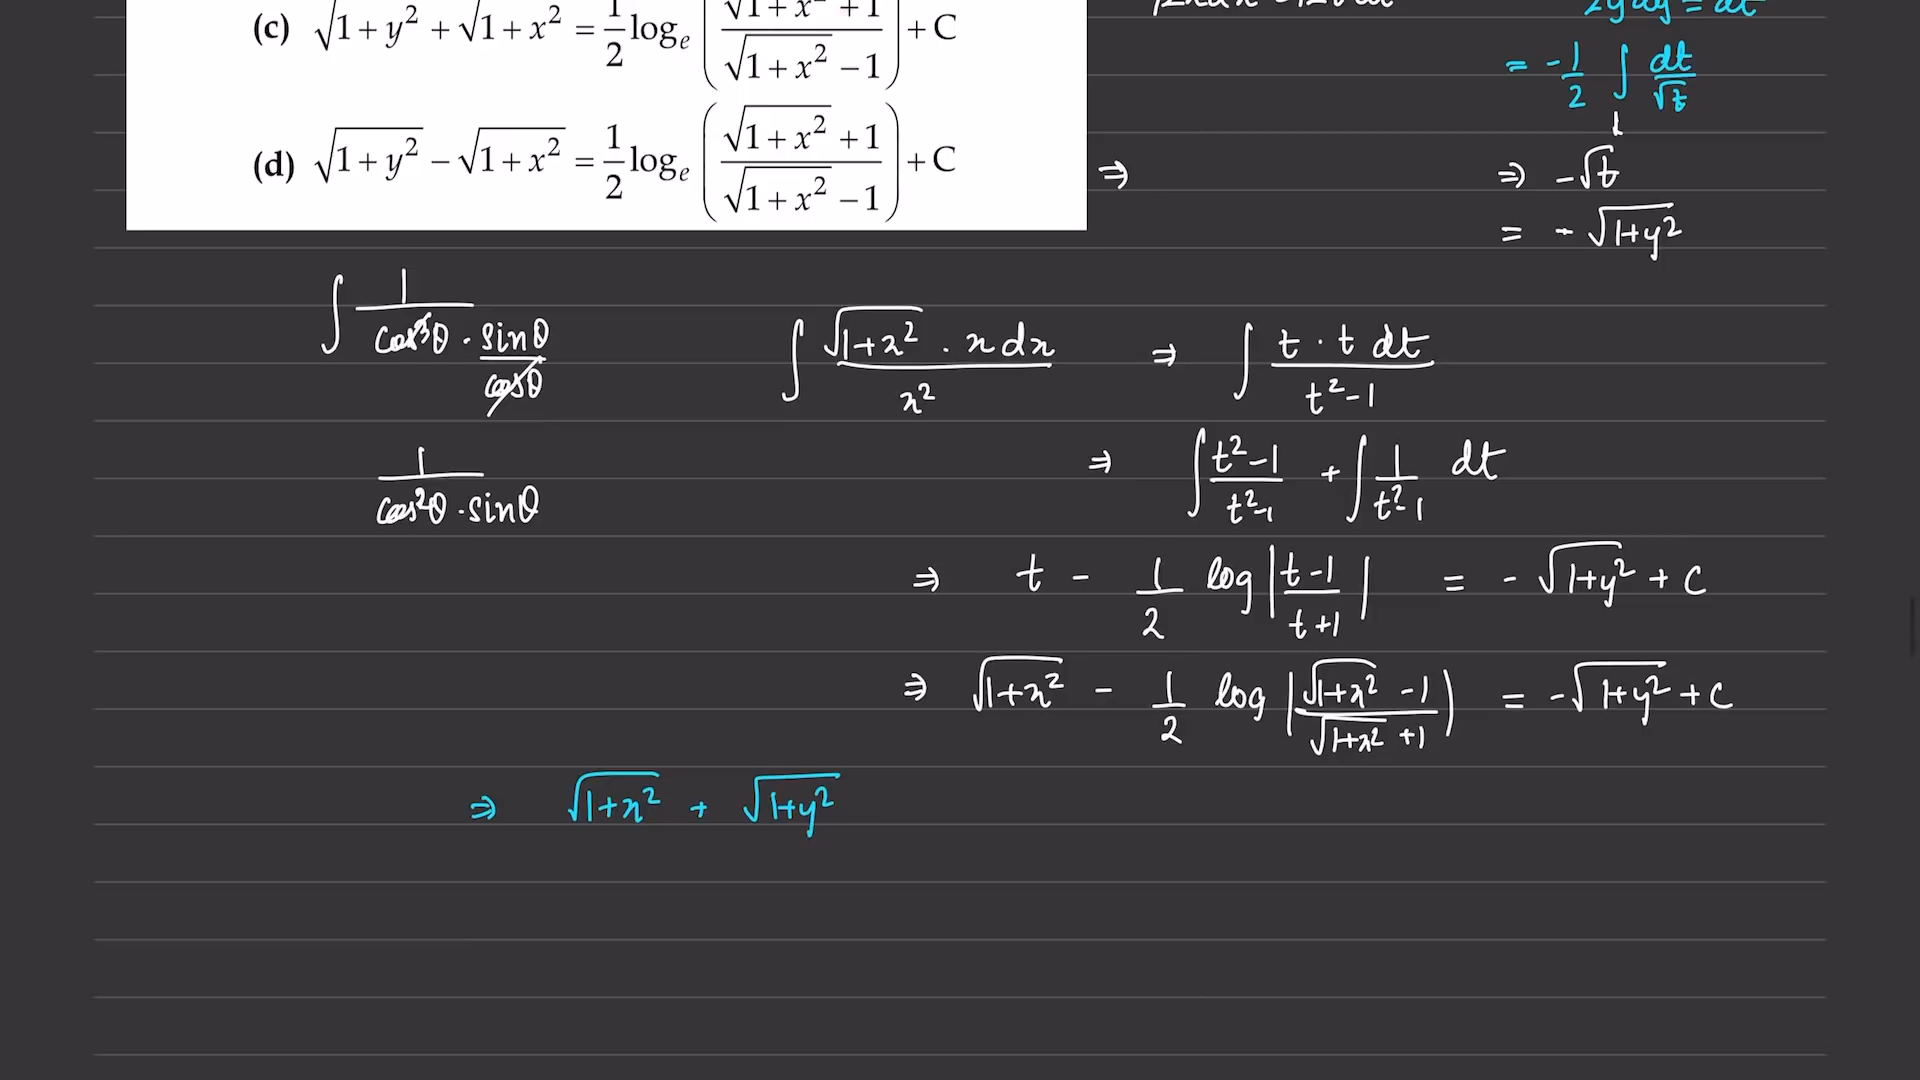 (c) √1+y² + √1+x² = 1/2 logₑ ( (√1+x² +1) / (√1+x² −1) ) + C
(d) √1+y² − √1+x² = 1/2 logₑ ( (√1+x² +1) / (√1+x² −1) ) + C
2y dy = dt
= -1/2 ∫ dt/√t
⇒
⇒ -√t
= - √1+y²
∫ 1 / (cos³θ · sinθ/cosθ)
∫ (√1+x² · x dx) / x² ⇒ ∫ (t · t dt) / (t²-1)
1 / (cos²θ · sinθ)
⇒ ∫ (t²-1)/(t²-1) + ∫ 1/(t²-1) dt
⇒ t - 1/2 log |(t-1)/(t+1)| = - √1+y² + C
⇒ √1+x² - 1/2 log |(√1+x² -1)/(√1+x² +1)| = -√1+y² + C
⇒ √1+x² + √1+y²